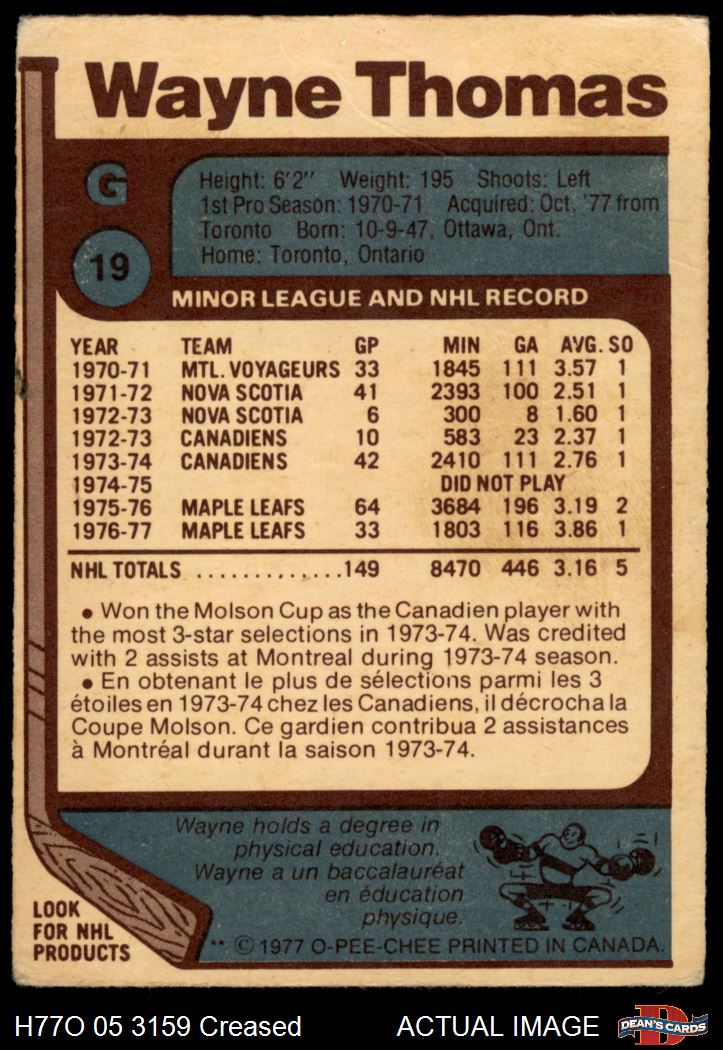 Wayne Thomas
G
19
Height: 6'2'' Weight: 195 Shoots: Left
1st Pro Season: 1970-71 Acquired: Oct. '77 from
Toronto Born: 10-9-47, Ottawa, Ont.
Home: Toronto, Ontario
MINOR LEAGUE AND NHL RECORD
YEAR TEAM GP MIN GA AVG. SO
1970-71 MTL. VOYAGEURS 33 1845 111 3.57 1
1971-72 NOVA SCOTIA 41 2393 100 2.51 1
1972-73 NOVA SCOTIA 6 300 8 1.60 1
1972-73 CANADIENS 10 583 23 2.37 1
1973-74 CANADIENS 42 2410 111 2.76 1
1974-75 DID NOT PLAY
1975-76 MAPLE LEAFS 64 3684 196 3.19 2
1976-77 MAPLE LEAFS 33 1803 116 3.86 1
NHL TOTALS ..............149 8470 446 3.16 5
• Won the Molson Cup as the Canadien player with
the most 3-star selections in 1973-74. Was credited
with 2 assists at Montreal during 1973-74 season.
• En obtenant le plus de sélections parmi les 3
étoiles en 1973-74 chez les Canadiens, il décrocha la
Coupe Molson. Ce gardien contribua 2 assistances
à Montréal durant la saison 1973-74.
Wayne holds a degree in
physical education.
Wayne a un baccalauréat
en éducation
physique.
LOOK
FOR NHL
PRODUCTS
** © 1977 O-PEE-CHEE PRINTED IN CANADA.
H77O 05 3159 Creased ACTUAL IMAGE
D
DEAN'S CARDS